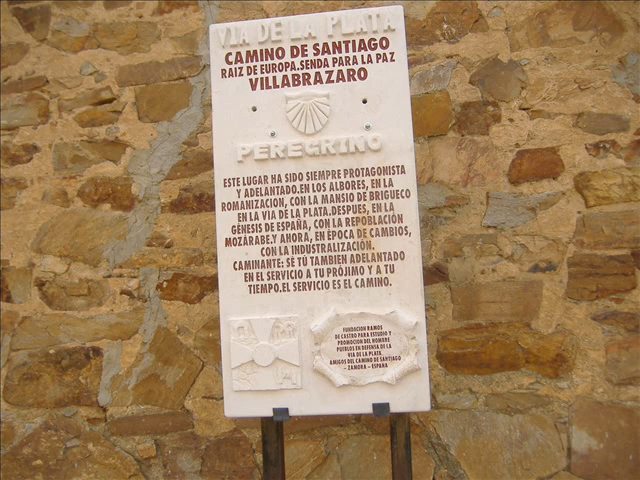 VIA DE LA PLATA
CAMINO DE SANTIAGO
RAIZ DE EUROPA.SENDA PARA LA PAZ
VILLABRAZARO
PEREGRINO
ESTE LUGAR HA SIDO SIEMPRE PROTAGONISTA
Y ADELANTADO.EN LOS ALBORES, EN LA
ROMANIZACION, CON LA MANSIO DE BRIGUECO
EN LA VIA DE LA PLATA.DESPUES, EN LA
GÉNESIS DE ESPAÑA, CON LA REPOBLACIÓN
MOZÁRABE.Y AHORA, EN ÉPOCA DE CAMBIOS,
CON LA INDUSTRALIZACIÓN.
CAMINANTE: SÉ TU TAMBIEN ADELANTADO
EN EL SERVICIO A TU PRÓJIMO Y A TU
TIEMPO.EL SERVICIO ES EL CAMINO.
FUNDACION RAMOS
DE CASTRO PARA ESTUDIO Y
PROMOCION DEL HOMBRE
PUEBLOS EN DEFENSA DE LA
VIA DE LA PLATA.
AMIGOS DEL CAMINO DE SANTIAGO
– ZAMORA – ESPAÑA